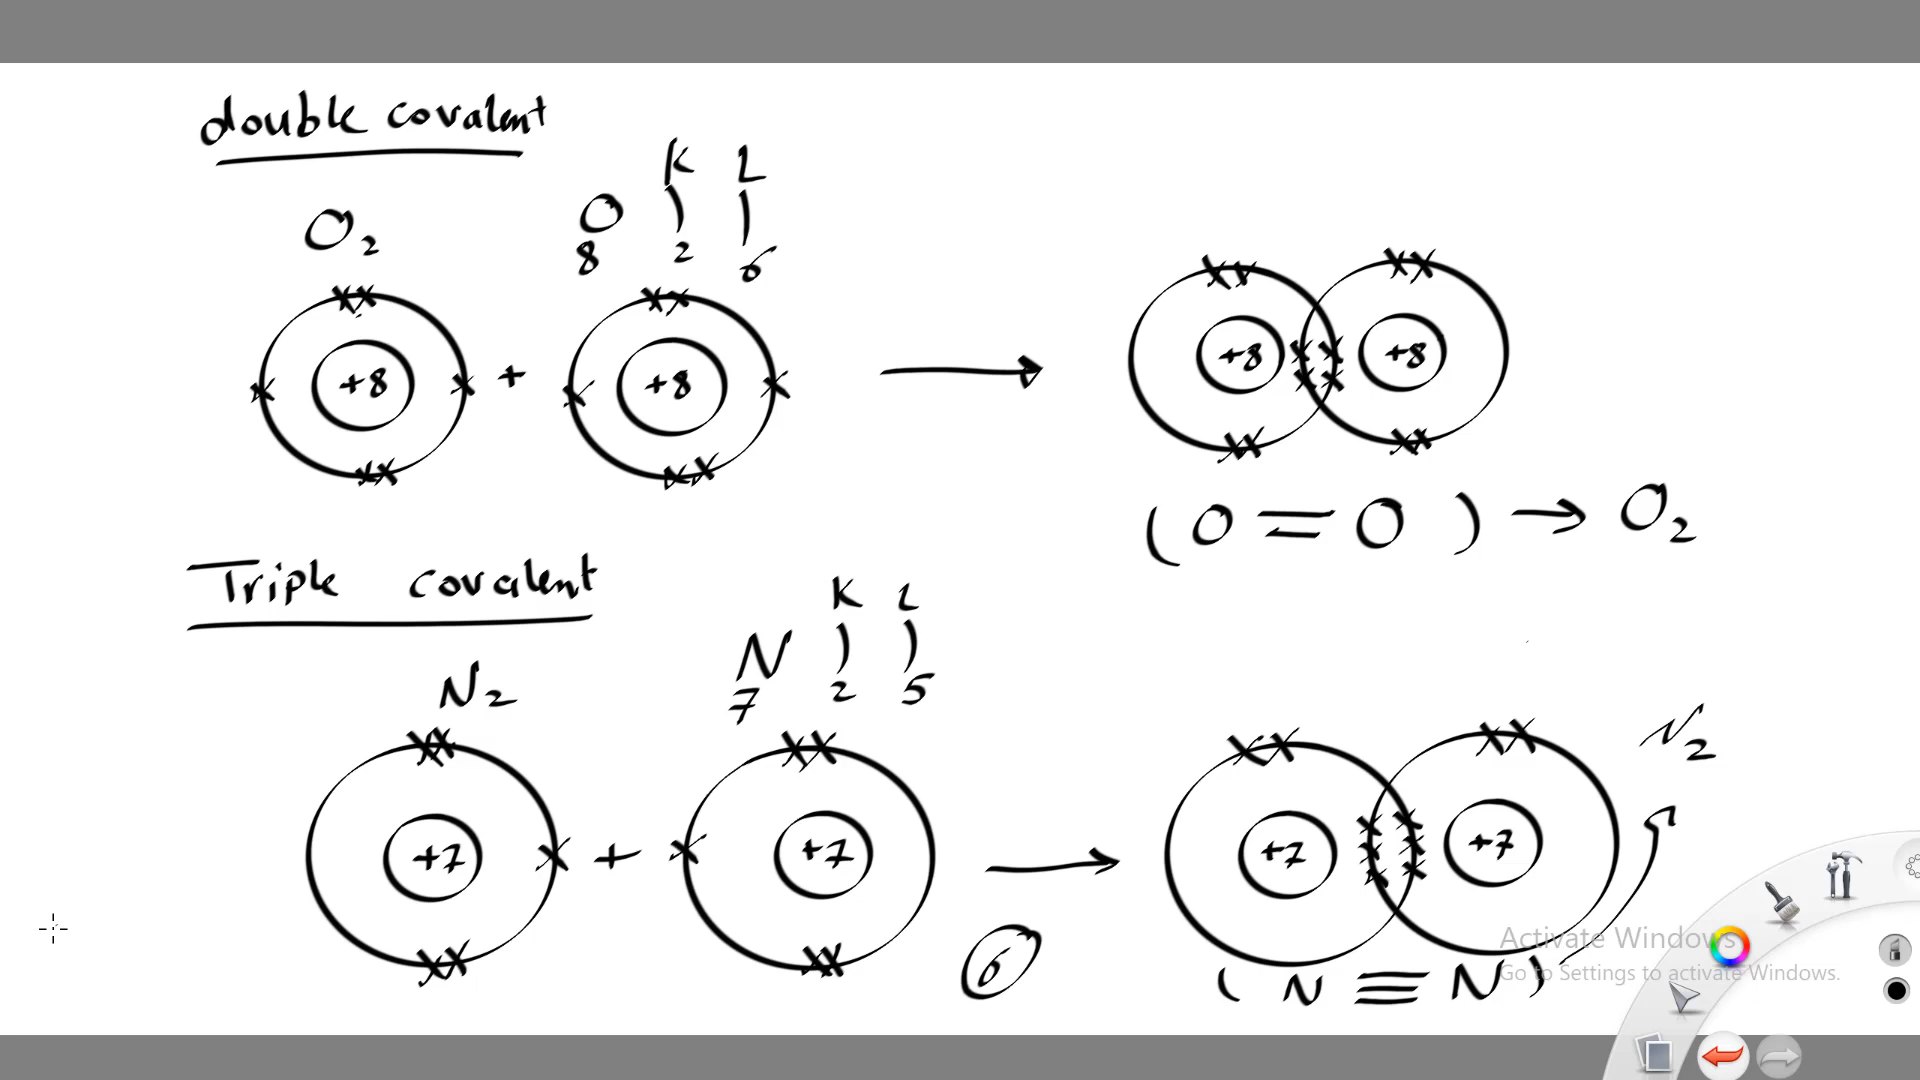 double covalent
K L
O₂ O ) )
8 2 6
+8 + +8 → +8 +8
(O = O) → O₂
Triple covalent
K L
N ) )
N₂ 7 2 5
N₂
+7 + +7 → +7 +7
6
(N ≡ N)
Activate Windows
Go to Settings to activate Windows.